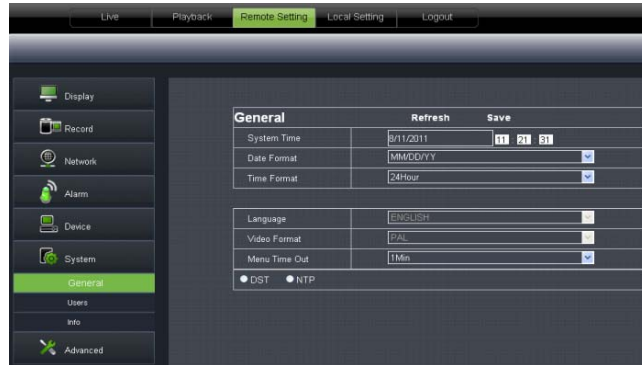 Live Playback Remote Setting Local Setting Logout
Display
Record
Network
Alarm
Device
System
General
Users
Info
Advanced
General Refresh Save
System Time 8/11/2011 11 : 21 : 31
Date Format MM/DD/YY
Time Format 24Hour
Language ENGLISH
Video Format PAL
Menu Time Out 1Min
DST NTP